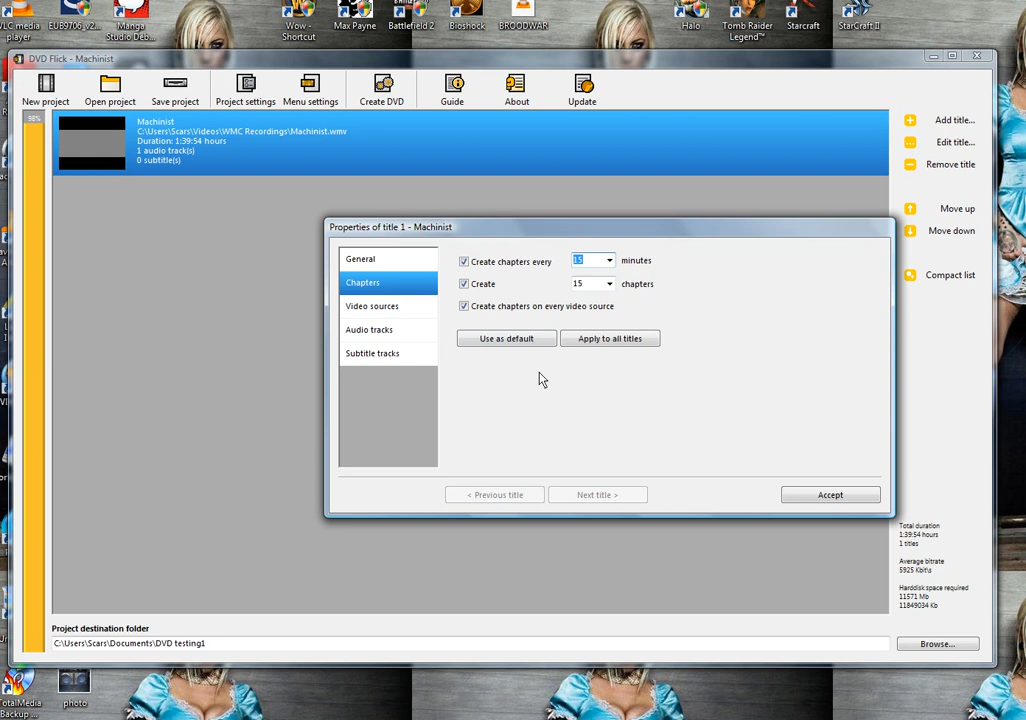 VLC media
player
EUB9706_v2...
Manga
Studio Deb...
Wow -
Shortcut
Max Payne
Battlefield 2
Bioshock
BROODWAR
Halo
Tomb Raider
Legend™
Starcraft
StarCraft II
DVD Flick - Machinist
New project
Open project
Save project
Project settings
Menu settings
Create DVD
Guide
About
Update
98%
Machinist
C:\Users\Scars\Videos\WMC Recordings\Machinist.wmv
Duration: 1:39:54 hours
1 audio track(s)
0 subtitle(s)
Add title...
Edit title...
Remove title
Move up
Move down
Compact list
Properties of title 1 - Machinist
General
Chapters
Video sources
Audio tracks
Subtitle tracks
Create chapters every 15 minutes
Create 15 chapters
Create chapters on every video source
Use as default
Apply to all titles
< Previous title
Next title >
Accept
Total duration
1:39:54 hours
1 titles
Average bitrate
5925 Kbit\s
Harddisk space required
11571 Mb
11849034 Kb
Project destination folder
C:\Users\Scars\Documents\DVD testing1
Browse...
TotalMedia
Backup ...
photo